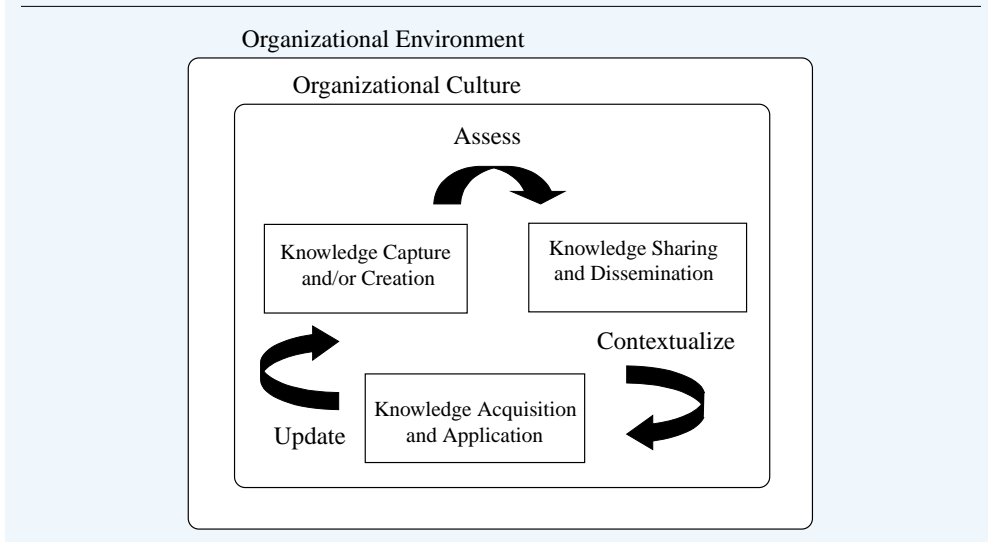 Organizational Environment
Organizational Culture
Assess
Knowledge Capture
and/or Creation
Knowledge Sharing
and Dissemination
Contextualize
Knowledge Acquisition
and Application
Update